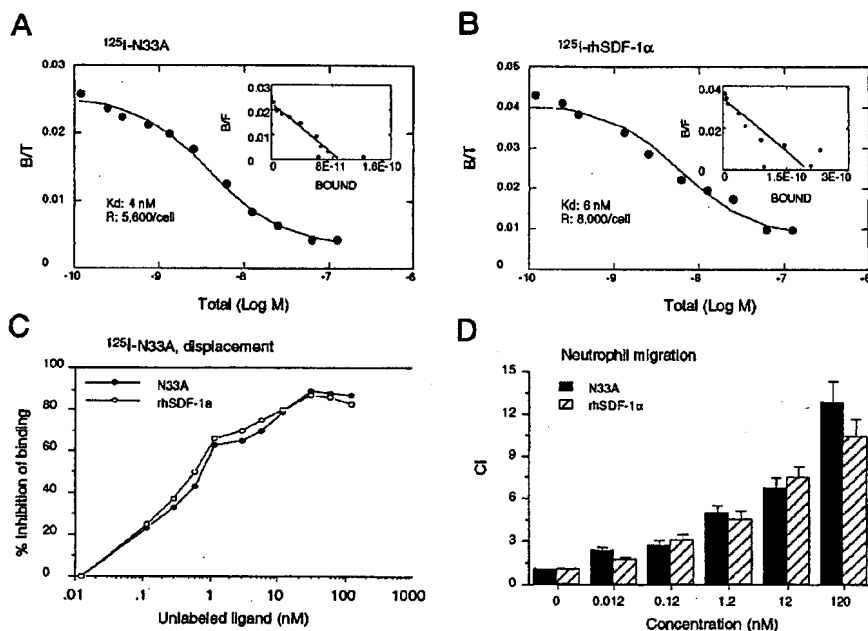 A
¹²⁵I-N33A
B/T
0.03
0.02
0.01
0
-10
-9
-8
-7
-6
Total (Log M)
Kd: 4 nM
R: 5,600/cell
B/F
0.03
0.02
0.01
0.00
0
8E-11
1.6E-10
BOUND
B
¹²⁵I-rhSDF-1α
B/T
0.05
0.04
0.03
0.02
0.01
0
-10
-9
-8
-7
-6
Total (Log M)
Kd: 6 nM
R: 8,000/cell
B/F
0.04
0.02
0
0
1.5E-10
3E-10
BOUND
C
¹²⁵I-N33A, displacement
N33A
rhSDF-1a
% Inhibition of binding
100
80
60
40
20
0
.01
0.1
1
10
100
1000
Unlabeled ligand (nM)
D
Neutrophil migration
N33A
rhSDF-1α
CI
15
12
9
6
3
0
0
0.012
0.12
1.2
12
120
Concentration (nM)